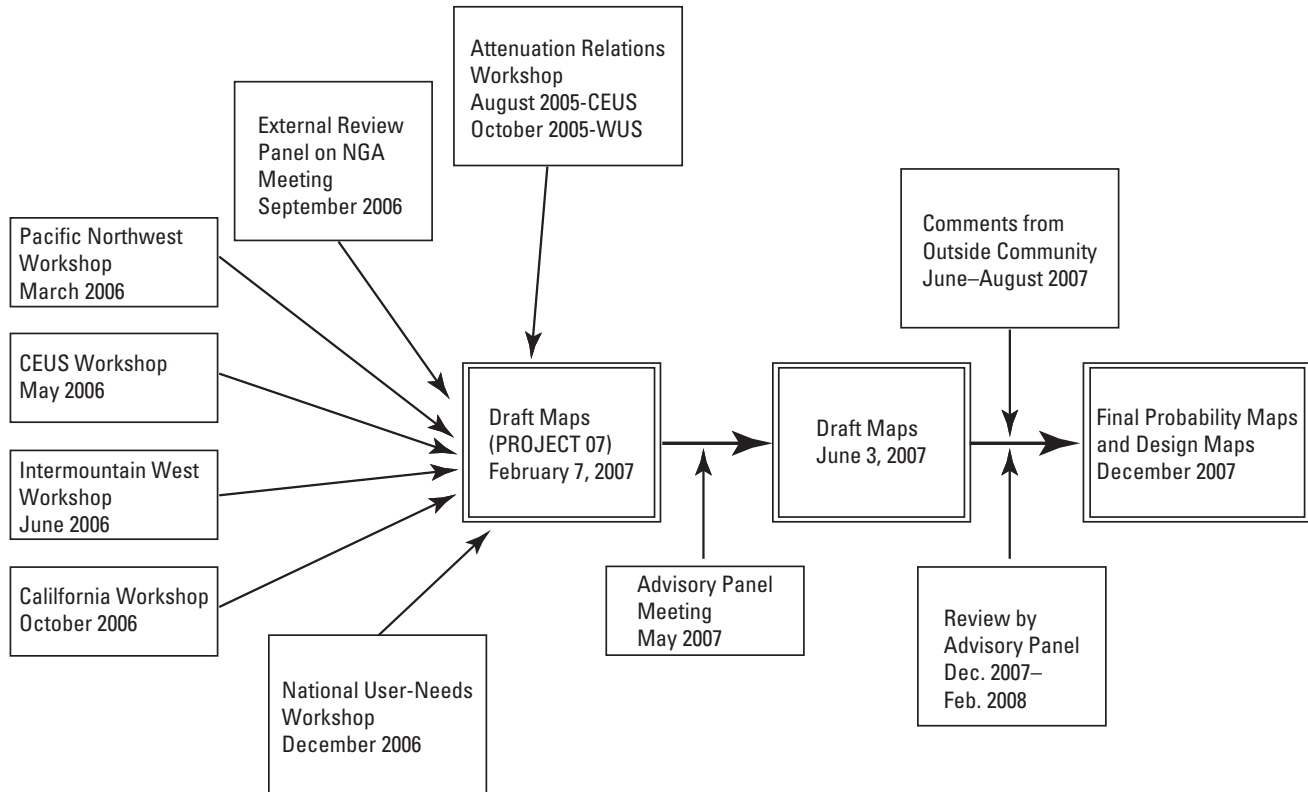 Attenuation Relations
Workshop
August 2005-CEUS
October 2005-WUS
External Review
Panel on NGA
Meeting
September 2006
Pacific Northwest
Workshop
March 2006
CEUS Workshop
May 2006
Intermountain West
Workshop
June 2006
Calilfornia Workshop
October 2006
National User-Needs
Workshop
December 2006
Draft Maps
(PROJECT 07)
February 7, 2007
Advisory Panel
Meeting
May 2007
Draft Maps
June 3, 2007
Comments from
Outside Community
June–August 2007
Review by
Advisory Panel
Dec. 2007–
Feb. 2008
Final Probability Maps
and Design Maps
December 2007